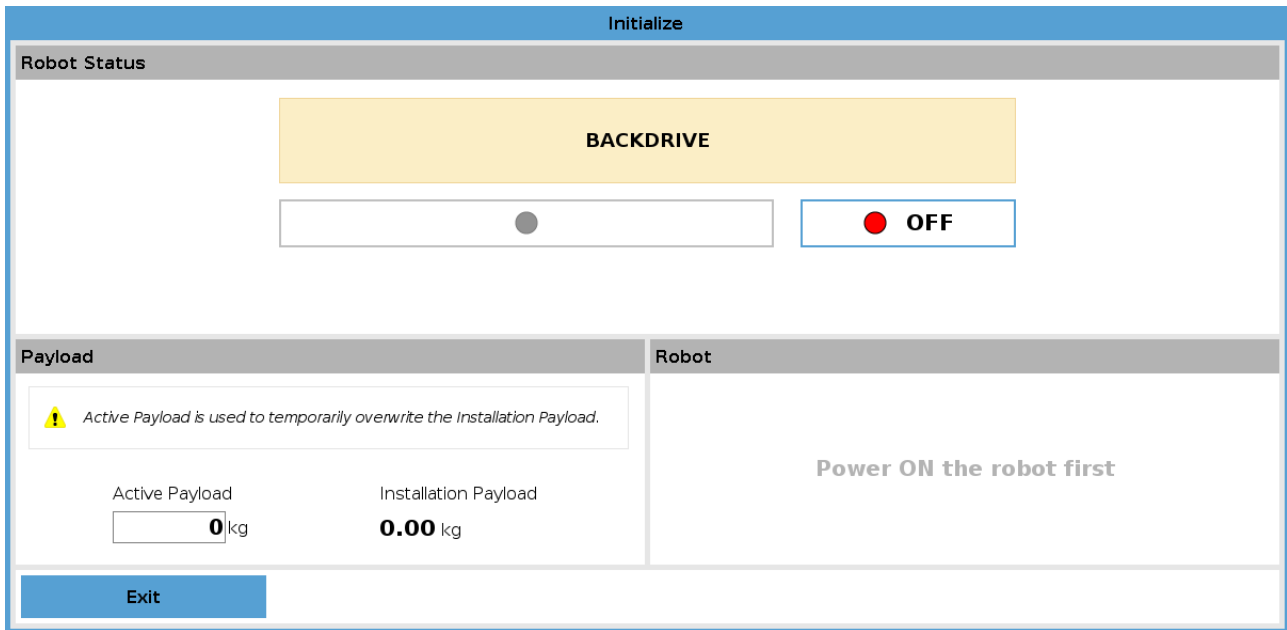 Initialize
Robot Status
BACKDRIVE
OFF
Payload
Active Payload is used to temporarily overwrite the Installation Payload.
Active Payload
Installation Payload
0 kg
0.00 kg
Robot
Power ON the robot first
Exit